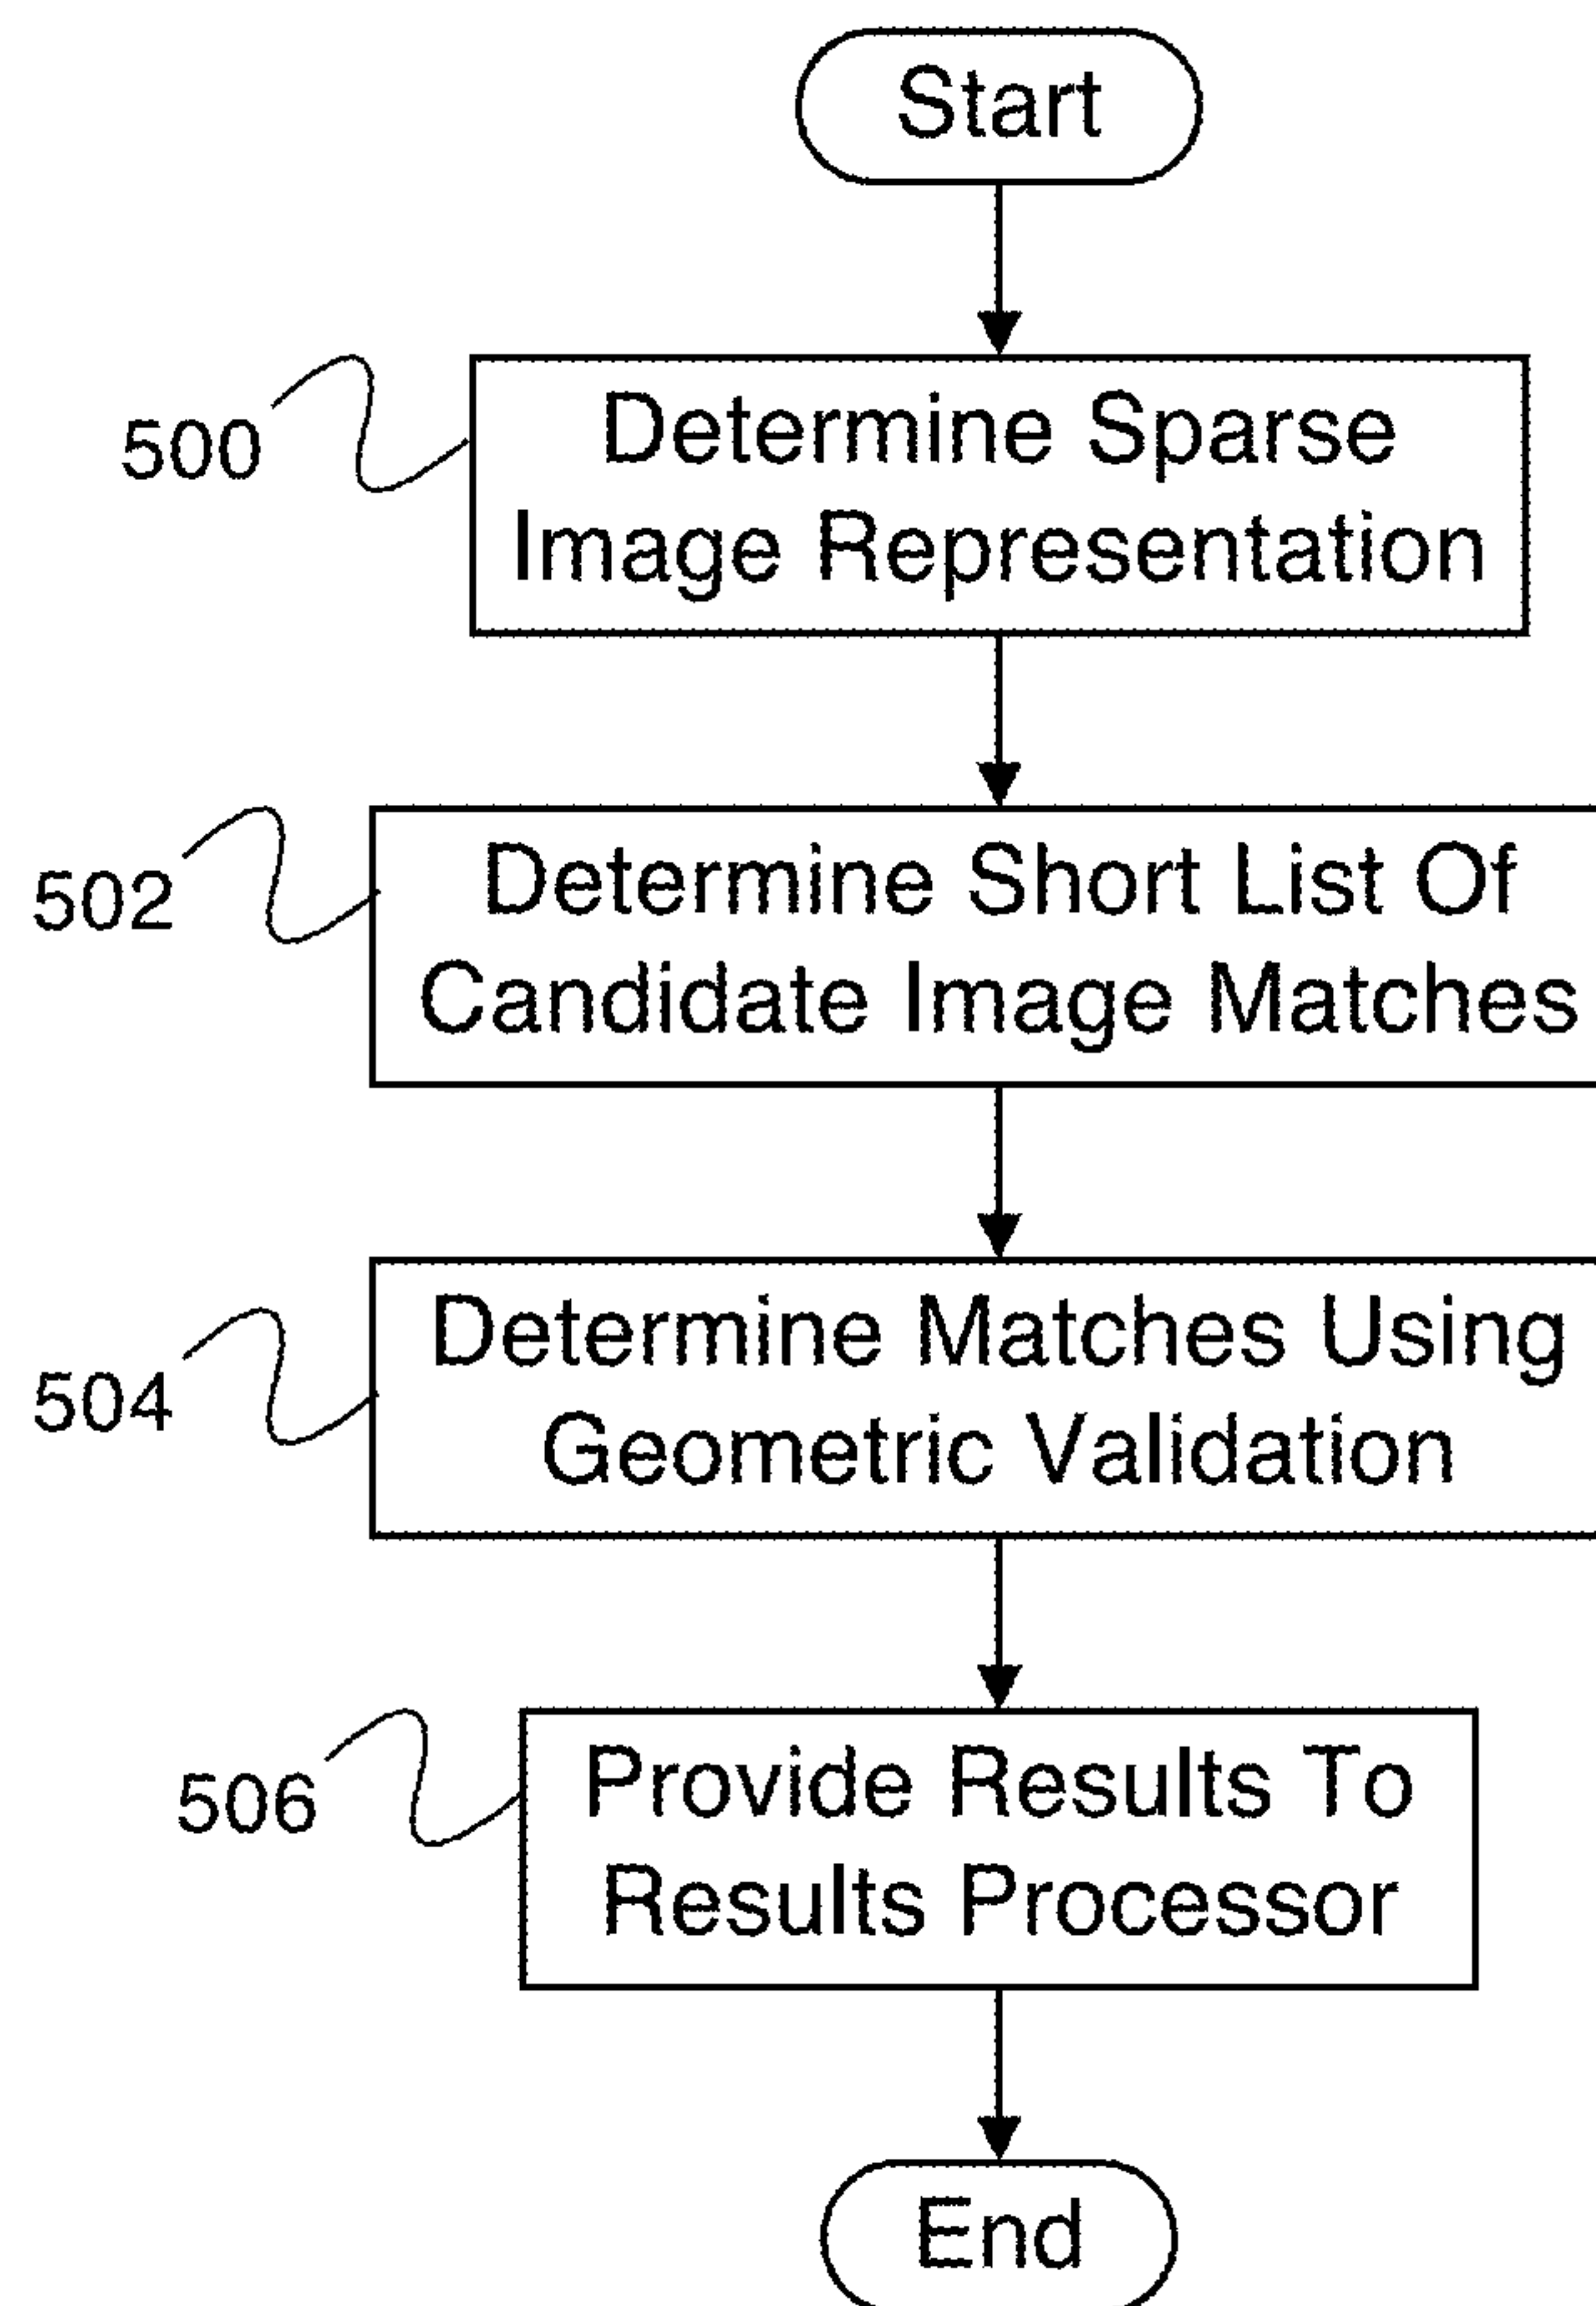 Start
500
Determine Sparse
Image Representation
502
Determine Short List Of
Candidate Image Matches
504
Determine Matches Using
Geometric Validation
506
Provide Results To
Results Processor
End